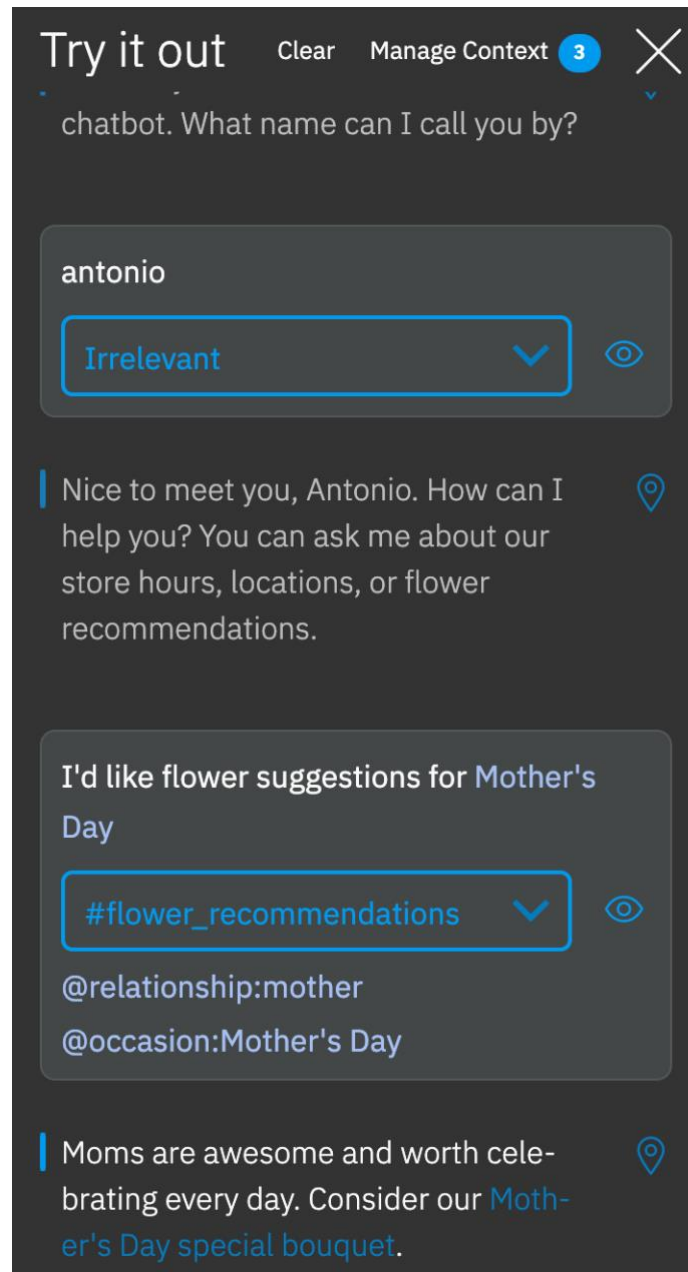 Try it out Clear Manage Context 3
chatbot. What name can I call you by?
antonio
Irrelevant
Nice to meet you, Antonio. How can I
help you? You can ask me about our
store hours, locations, or flower
recommendations.
I'd like flower suggestions for Mother's
Day
#flower_recommendations
@relationship:mother
@occasion:Mother's Day
Moms are awesome and worth cele-
brating every day. Consider our Moth-
er's Day special bouquet.